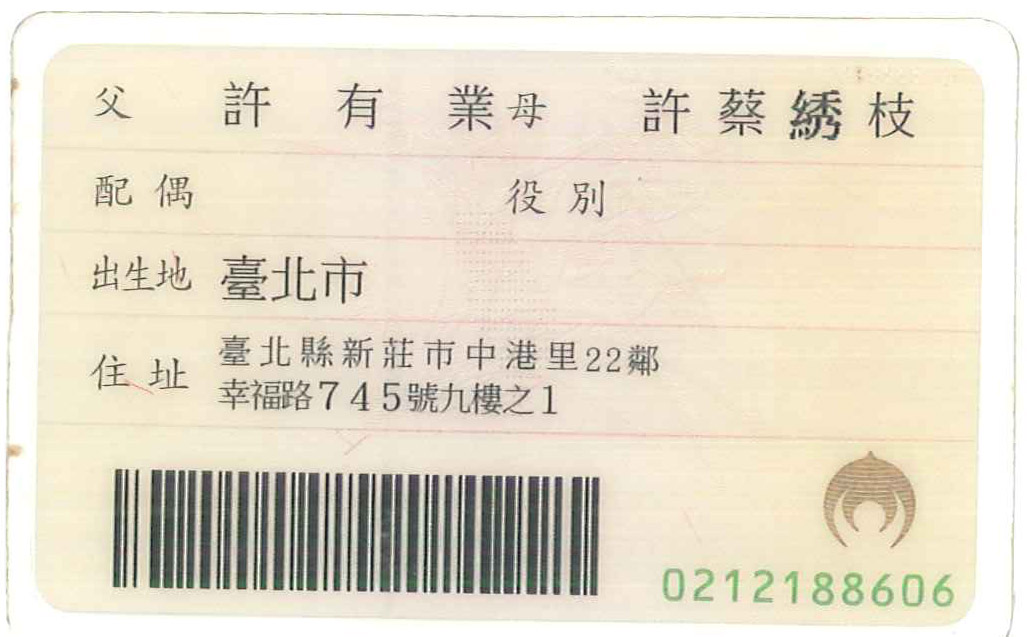 父 許有業 母 許蔡綉枝
配偶 役別
出生地 臺北市
住址 臺北縣新莊市中港里22鄰
幸福路745號九樓之1
0212188606